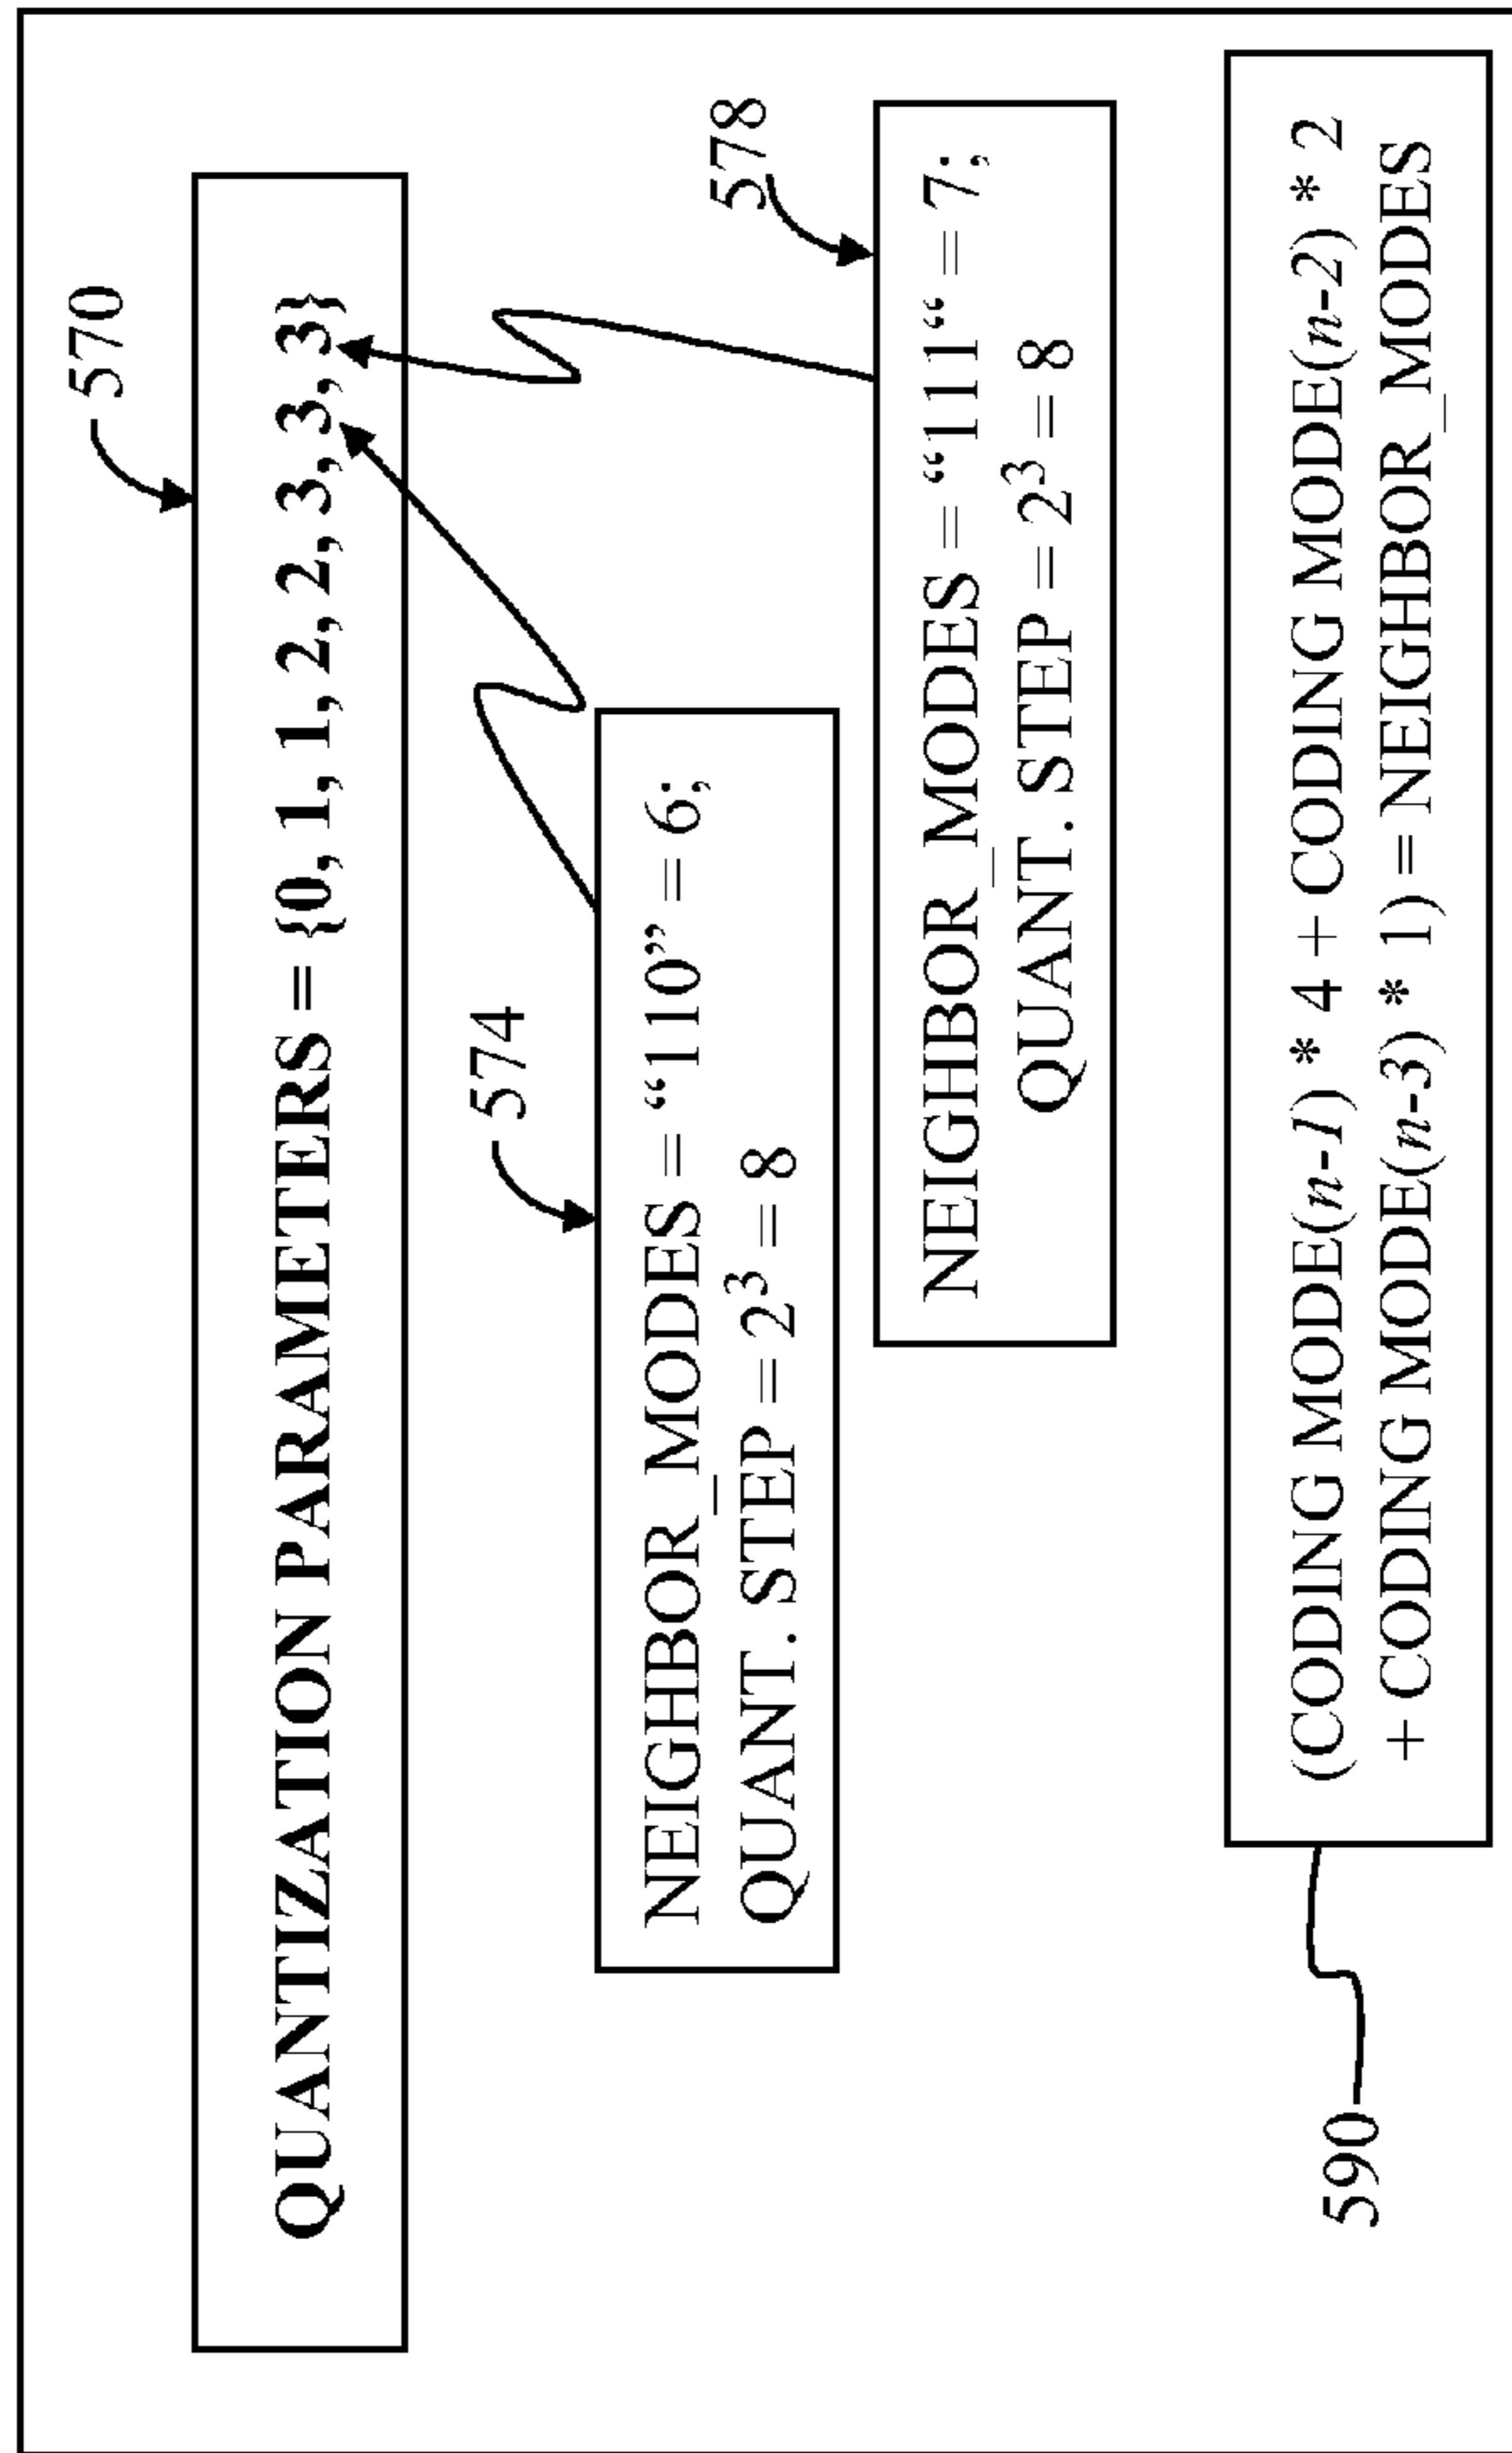 570
QUANTIZATION PARAMETERS = {0, 1, 1, 2, 2, 3, 3, 3}
574
NEIGHBOR_MODES = “110” = 6;
QUANT. STEP = 2³ = 8
578
NEIGHBOR_MODES = “111“ = 7;
QUANT. STEP = 2³ = 8
590
(CODING MODE(n-1) * 4 + CODING MODE(n-2) * 2
+ CODING MODE(n-3) * 1) = NEIGHBOR_MODES